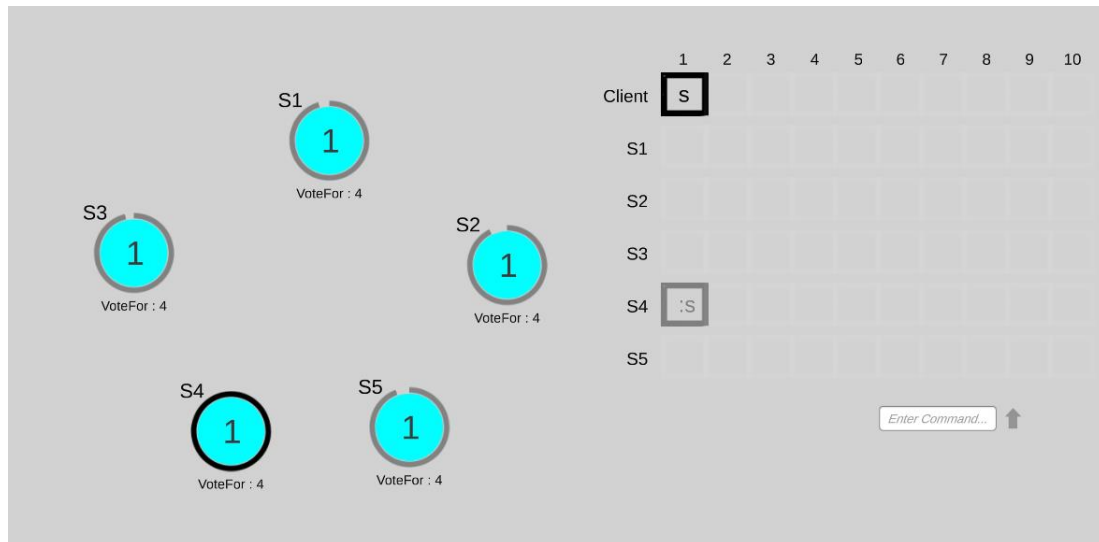 S1
1
VoteFor : 4
S3
1
VoteFor : 4
S2
1
VoteFor : 4
S4
1
VoteFor : 4
S5
1
VoteFor : 4
1 2 3 4 5 6 7 8 9 10
Client s
S1
S2
S3
S4 :s
S5
Enter Command...